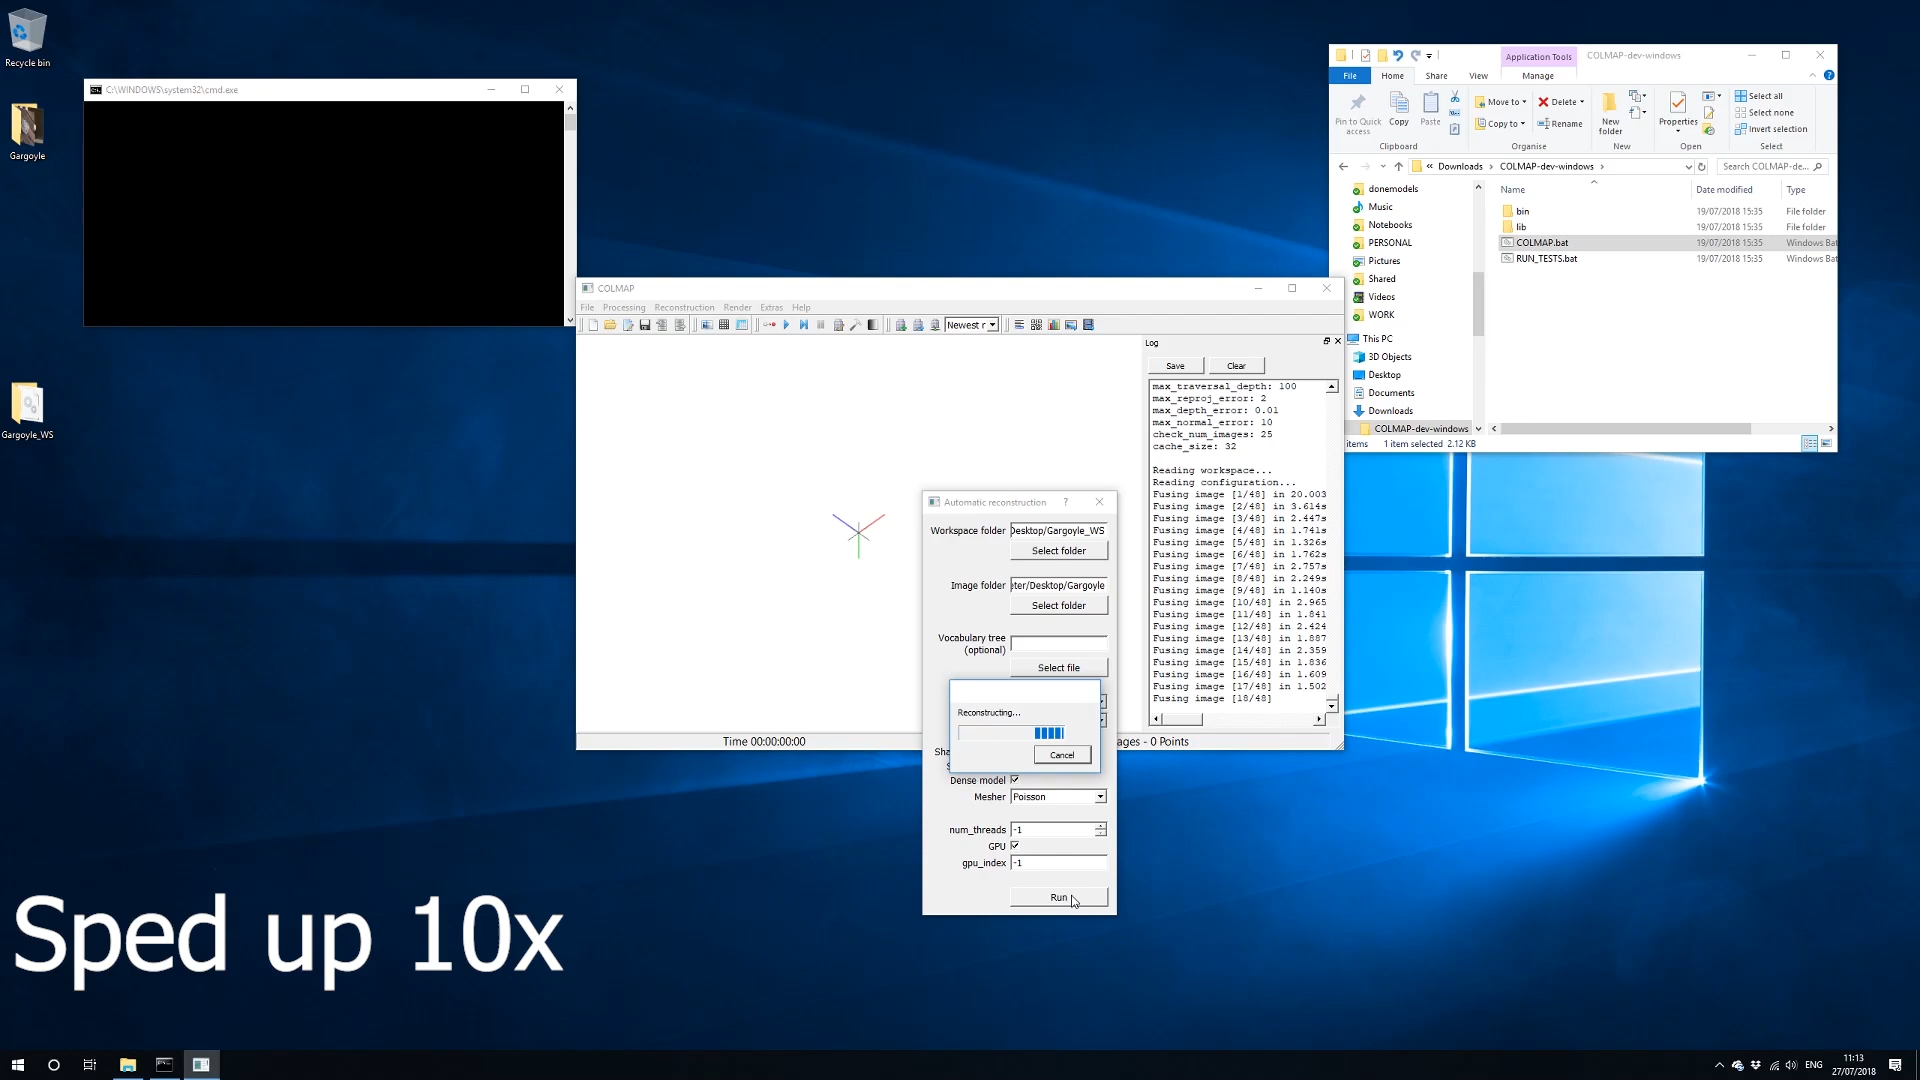 Recycle bin
Gargoyle
Gargoyle_WS
C:\WINDOWS\system32\cmd.exe
Application Tools
COLMAP-dev-windows
File
Home
Share
View
Manage
Pin to Quick access
Copy
Paste
Move to
Copy to
Delete
Rename
New folder
Properties
Select all
Select none
Invert selection
Clipboard
Organise
New
Open
Select
« Downloads > COLMAP-dev-windows >
Search COLMAP-de...
donemodels
Music
Notebooks
PERSONAL
Pictures
Shared
Videos
WORK
This PC
3D Objects
Desktop
Documents
Downloads
COLMAP-dev-windows
Name Date modified Type
bin 19/07/2018 15:35 File folder
lib 19/07/2018 15:35 File folder
COLMAP.bat 19/07/2018 15:35 Windows Bat
RUN_TESTS.bat 19/07/2018 15:35 Windows Bat
items 1 item selected 2.12 KB
COLMAP
File Processing Reconstruction Render Extras Help
Newest r
Log
Save
Clear
max_traversal_depth: 100
max_reproj_error: 2
max_depth_error: 0.01
max_normal_error: 10
check_num_images: 25
cache_size: 32
Reading workspace...
Reading configuration...
Fusing image [1/48] in 20.003
Fusing image [2/48] in 3.614s
Fusing image [3/48] in 2.447s
Fusing image [4/48] in 1.741s
Fusing image [5/48] in 1.326s
Fusing image [6/48] in 1.762s
Fusing image [7/48] in 2.757s
Fusing image [8/48] in 2.249s
Fusing image [9/48] in 1.140s
Fusing image [10/48] in 2.965
Fusing image [11/48] in 1.841
Fusing image [12/48] in 2.424
Fusing image [13/48] in 1.887
Fusing image [14/48] in 2.359
Fusing image [15/48] in 1.836
Fusing image [16/48] in 1.609
Fusing image [17/48] in 1.502
Fusing image [18/48]
Time 00:00:00:00
ages - 0 Points
Automatic reconstruction ?
Workspace folder Desktop/Gargoyle_WS
Select folder
Image folder eter/Desktop/Gargoyle
Select folder
Vocabulary tree
(optional)
Select file
Reconstructing...
Cancel
Sha
Dense model
Mesher Poisson
num_threads -1
GPU
gpu_index -1
Run
Sped up 10x
ENG
11:13
27/07/2018